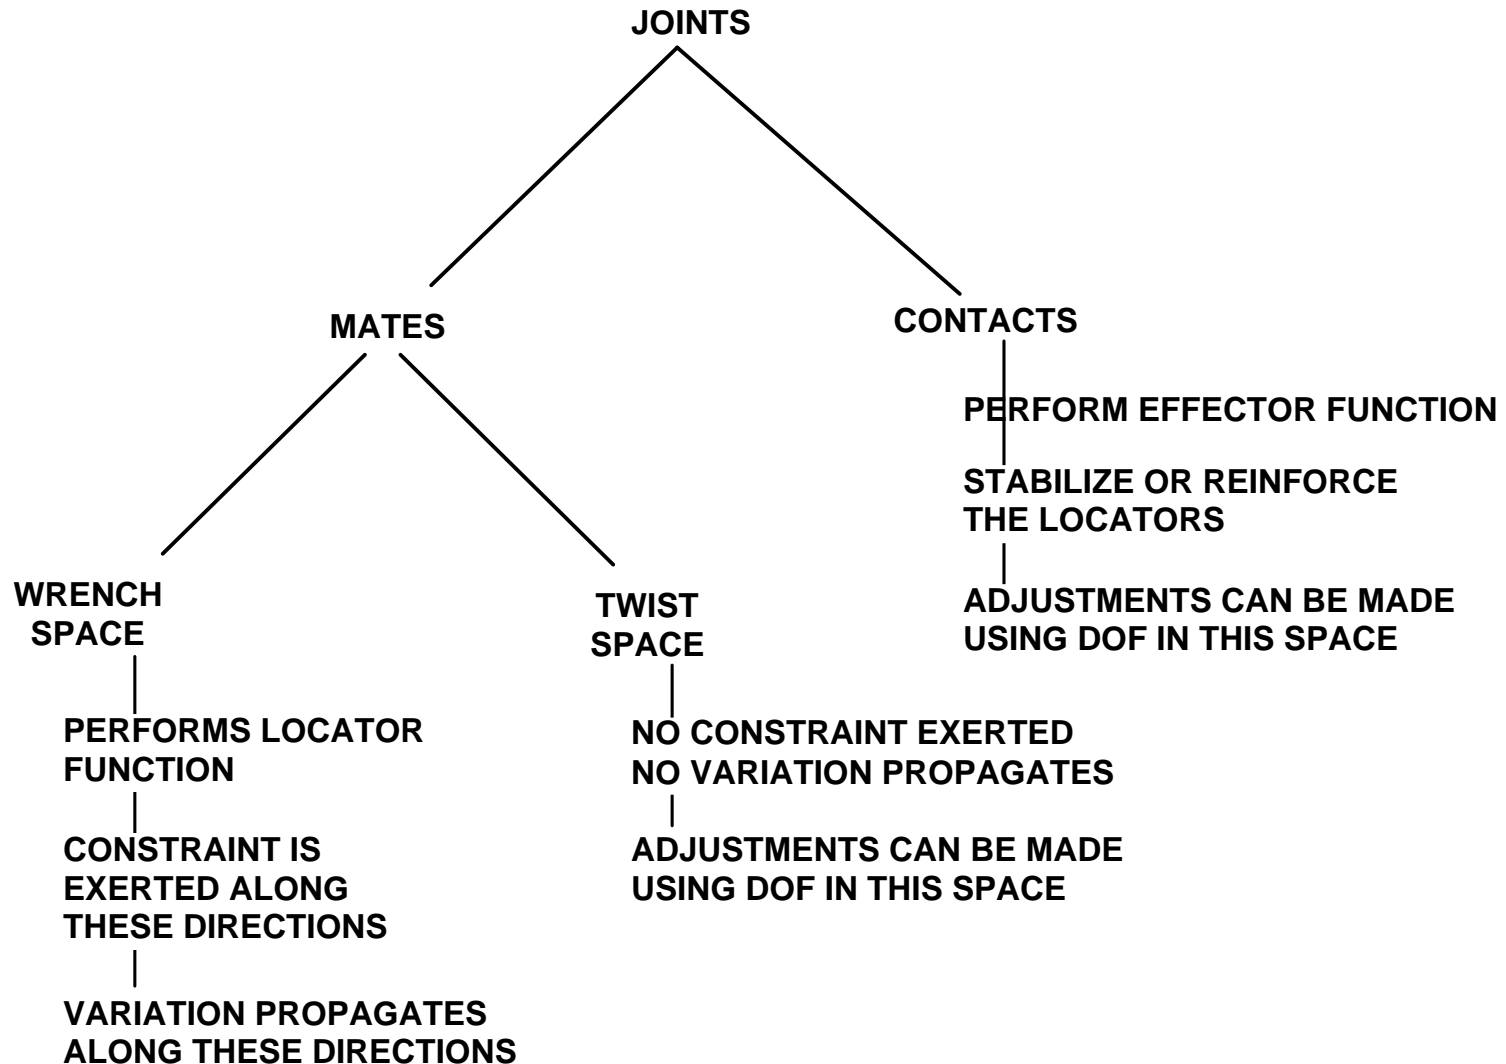 JOINTS
MATES
CONTACTS
PERFORM EFFECTOR FUNCTION
STABILIZE OR REINFORCE
THE LOCATORS
ADJUSTMENTS CAN BE MADE
USING DOF IN THIS SPACE
WRENCH
SPACE
PERFORMS LOCATOR
FUNCTION
CONSTRAINT IS
EXERTED ALONG
THESE DIRECTIONS
VARIATION PROPAGATES
ALONG THESE DIRECTIONS
TWIST
SPACE
NO CONSTRAINT EXERTED
NO VARIATION PROPAGATES
ADJUSTMENTS CAN BE MADE
USING DOF IN THIS SPACE